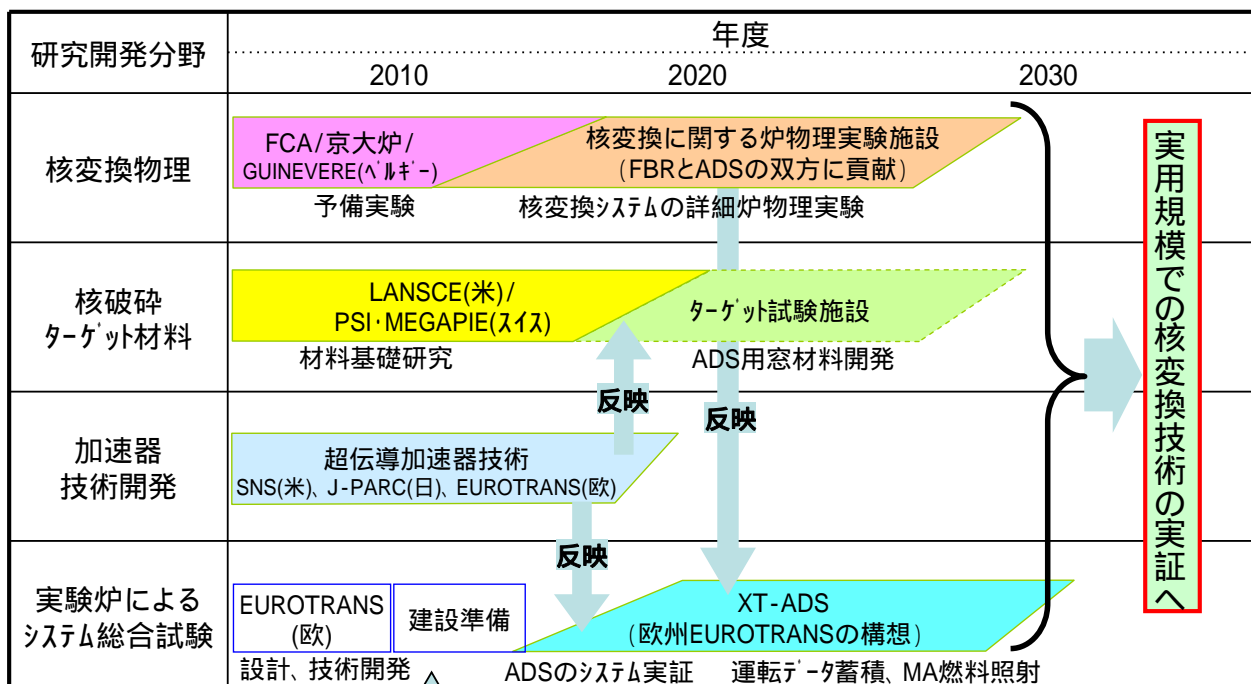 研究開発分野
年度
2010
2020
2030
核変換物理
FCA/京大炉/
GUINEVERE(ﾍﾞﾙｷﾞｰ)
予備実験
核変換に関する炉物理実験施設
(FBRとADSの双方に貢献)
核変換ｼｽﾃﾑの詳細炉物理実験
核破砕
ﾀｰｹﾞｯﾄ材料
LANSCE(米)/
PSI･MEGAPIE(ｽｲｽ)
材料基礎研究
ﾀｰｹﾞｯﾄ試験施設
ADS用窓材料開発
反映
反映
加速器
技術開発
超伝導加速器技術
SNS(米)、J-PARC(日)、EUROTRANS(欧)
反映
実験炉による
ｼｽﾃﾑ総合試験
EUROTRANS
(欧)
建設準備
設計、技術開発
XT-ADS
(欧州EUROTRANSの構想)
ADSのシステム実証
運転ﾃﾞｰﾀ蓄積、MA燃料照射
実用規模での核変換技術の実証へ